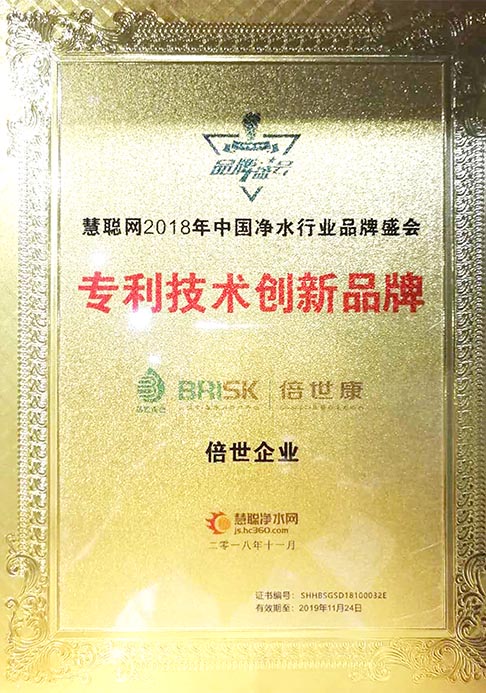 品牌盛会
慧聪网2018年中国净水行业品牌盛会
专利技术创新品牌
BRISK 倍世康
倍世企业
慧聪净水网
js.hc360.com
二零一八年十一月
证书编号：SHHBSGSD18100032E
有效期至：2019年11月24日